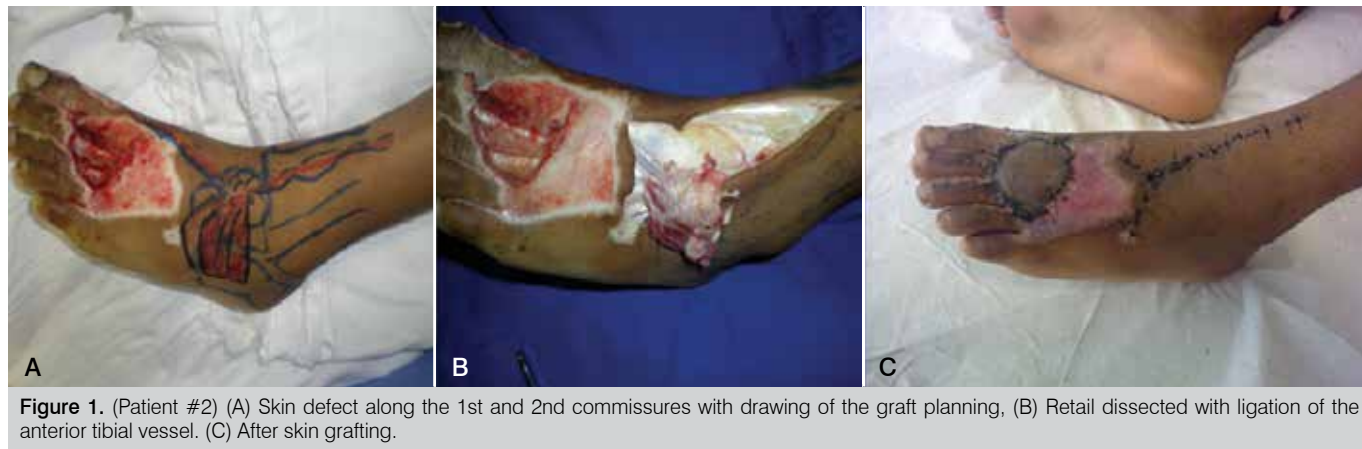 A
B
C
Figure 1. (Patient #2) (A) Skin defect along the 1st and 2nd commissures with drawing of the graft planning, (B) Retail dissected with ligation of the
anterior tibial vessel. (C) After skin grafting.